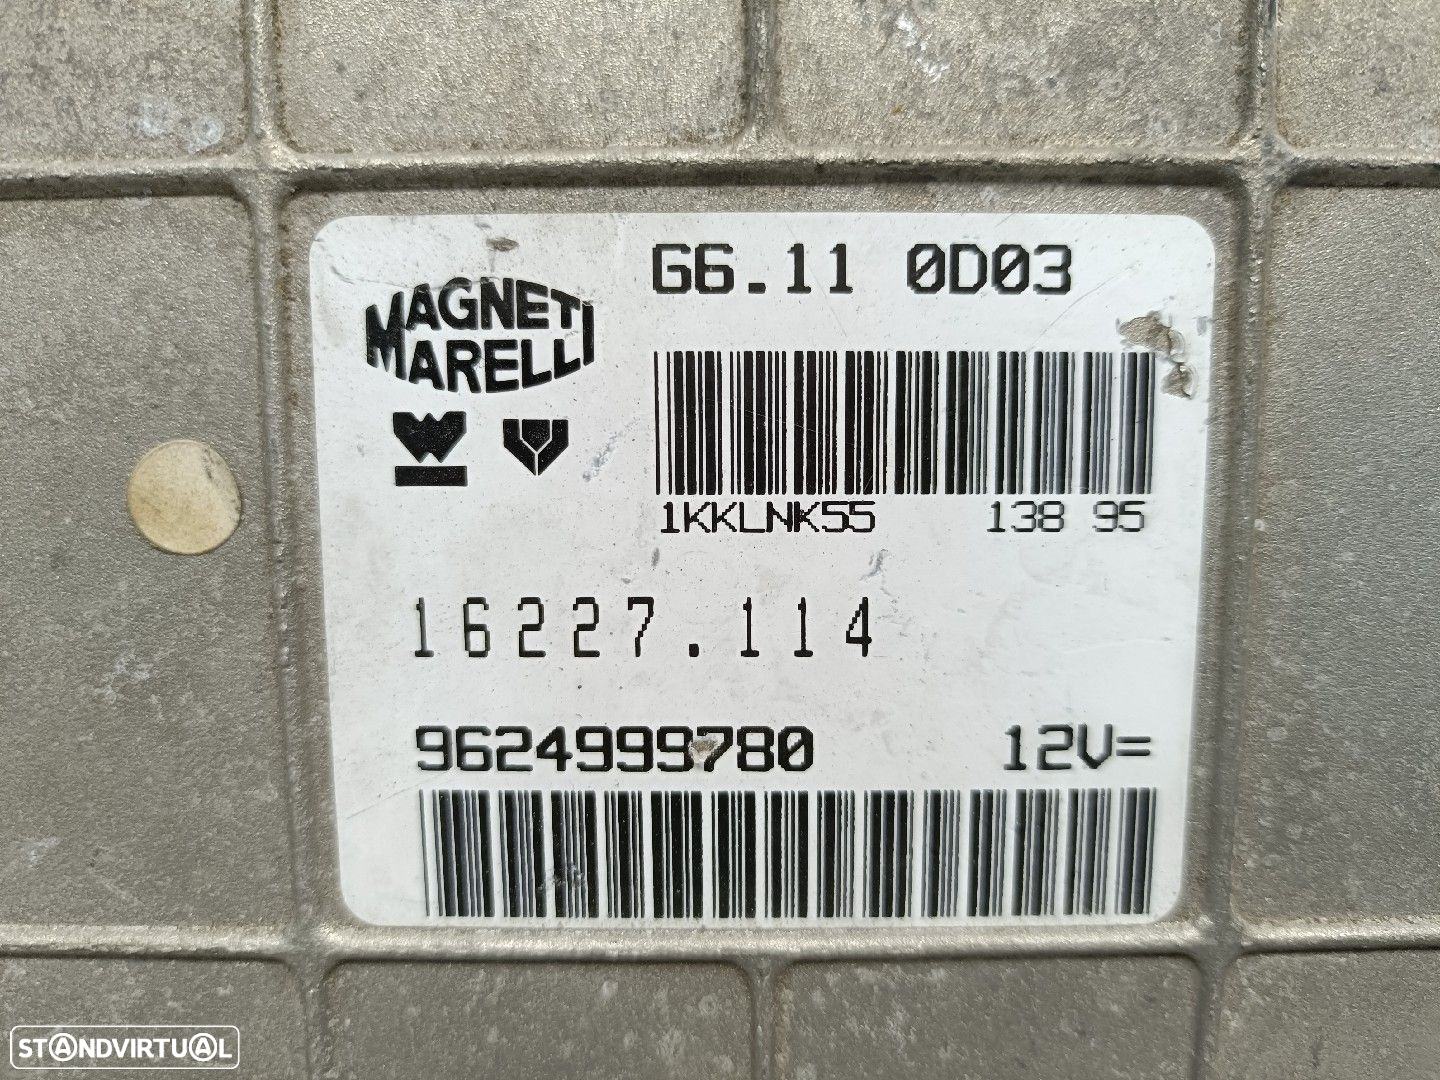 G6.11 0D03
MAGNETI
MARELLI
1KKLNK55 138 95
16227.114
9624999780 12V=
STANDVIRTUAL